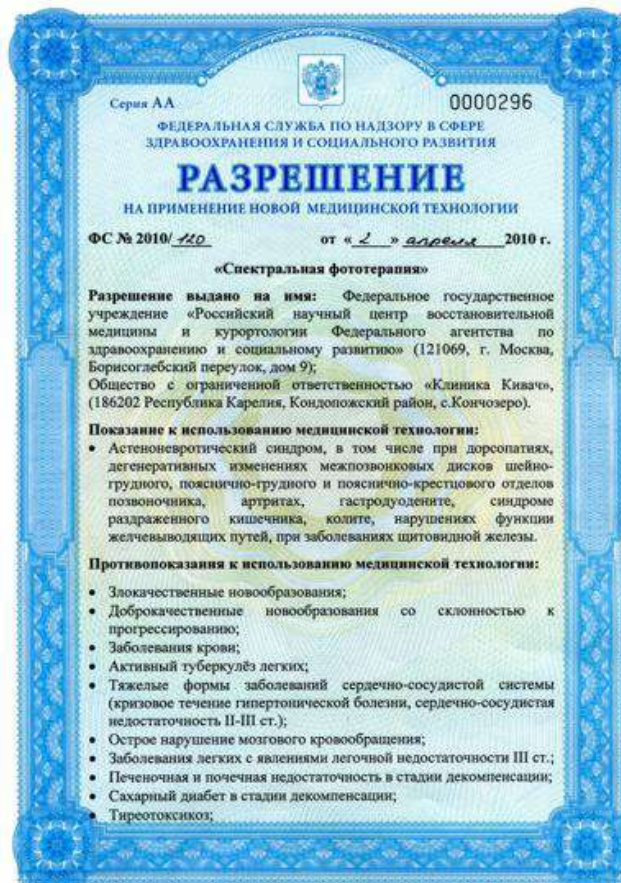 Серия АА 0000296
ФЕДЕРАЛЬНАЯ СЛУЖБА ПО НАДЗОРУ В СФЕРЕ
ЗДРАВООХРАНЕНИЯ И СОЦИАЛЬНОГО РАЗВИТИЯ
РАЗРЕШЕНИЕ
НА ПРИМЕНЕНИЕ НОВОЙ МЕДИЦИНСКОЙ ТЕХНОЛОГИИ
ФС № 2010/ 120 от « 2 » апреля 2010 г.
«Спектральная фототерапия»
Разрешение выдано на имя: Федеральное государственное
учреждение «Российский научный центр восстановительной
медицины и курортологии Федерального агентства по
здравоохранению и социальному развитию» (121069, г. Москва,
Борисоглебский переулок, дом 9);
Общество с ограниченной ответственностью «Клиника Кивач»,
(186202 Республика Карелия, Кондопожский район, с.Кончозеро).
Показание к использованию медицинской технологии:
• Астеноневротический синдром, в том числе при дорсопатиях,
дегенеративных изменениях межпозвонковых дисков шейно-
грудного, пояснично-грудного и пояснично-крестцового отделов
позвоночника, артритах, гастродуодените, синдроме
раздраженного кишечника, колите, нарушениях функции
желчевыводящих путей, при заболеваниях щитовидной железы.
Противопоказания к использованию медицинской технологии:
• Злокачественные новообразования;
• Доброкачественные новообразования со склонностью к
прогрессированию;
• Заболевания крови;
• Активный туберкулёз легких;
• Тяжелые формы заболеваний сердечно-сосудистой системы
(кризовое течение гипертонической болезни, сердечно-сосудистая
недостаточность II-III ст.);
• Острое нарушение мозгового кровообращения;
• Заболевания легких с явлениями легочной недостаточности III ст.;
• Печеночная и почечная недостаточность в стадии декомпенсации;
• Сахарный диабет в стадии декомпенсации;
• Тиреотоксикоз;